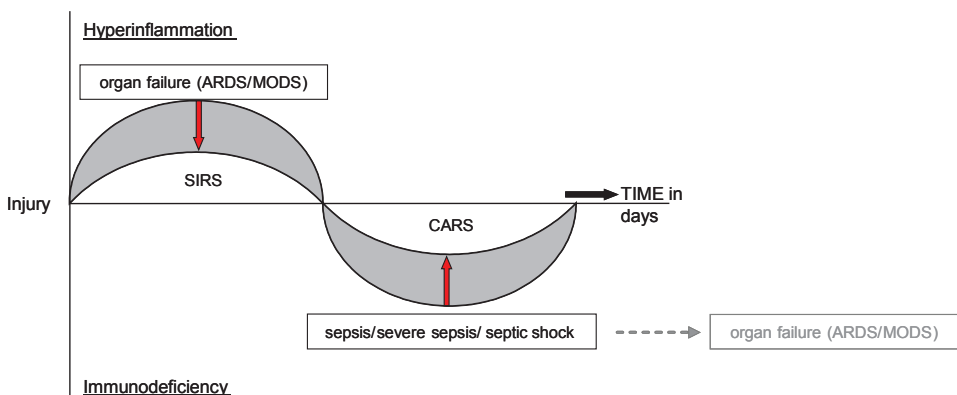 Hyperinflammation
organ failure (ARDS/MODS)
SIRS
Injury
TIME in
days
CARS
sepsis/severe sepsis/ septic shock
organ failure (ARDS/MODS)
Immunodeficiency